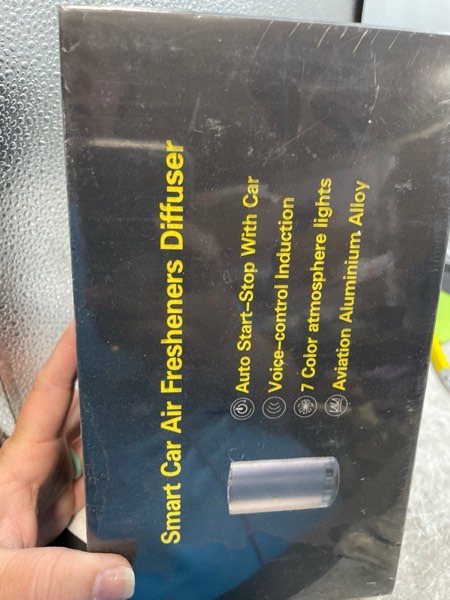 Smart Car Air Fresheners Diffuser
Auto Start-Stop With Car
Voice-control Induction
7 Color atmosphere lights
Aviation Aluminium Alloy